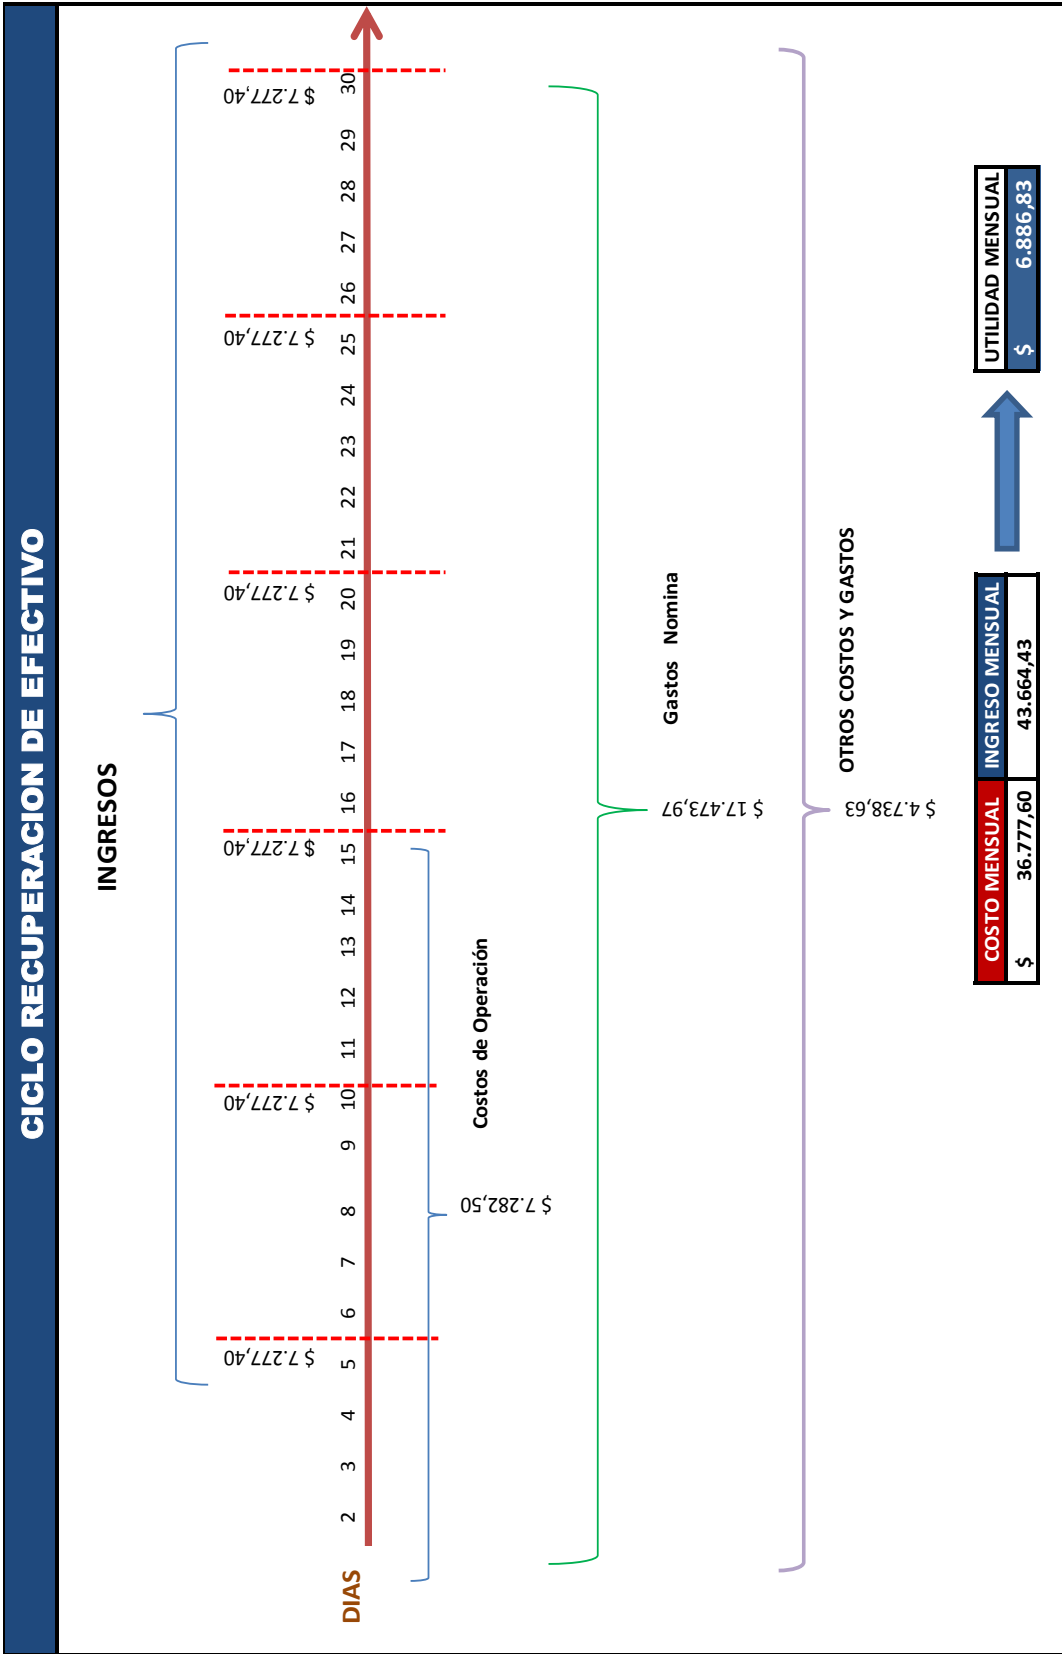 CICLO RECUPERACION DE EFECTIVO
INGRESOS
$ 7.277,40
$ 7.277,40
$ 7.277,40
$ 7.277,40
$ 7.277,40
$ 7.277,40
DIAS 2 3 4 5 6 7 8 9 10 11 12 13 14 15 16 17 18 19 20 21 22 23 24 25 26 27 28 29 30
Costos de Operación
$ 7.282,50
Gastos Nomina
$ 17.473,97
OTROS COSTOS Y GASTOS
$ 4.738,63
COSTO MENSUAL INGRESO MENSUAL UTILIDAD MENSUAL
$ 36.777,60 43.664,43 $ 6.886,83